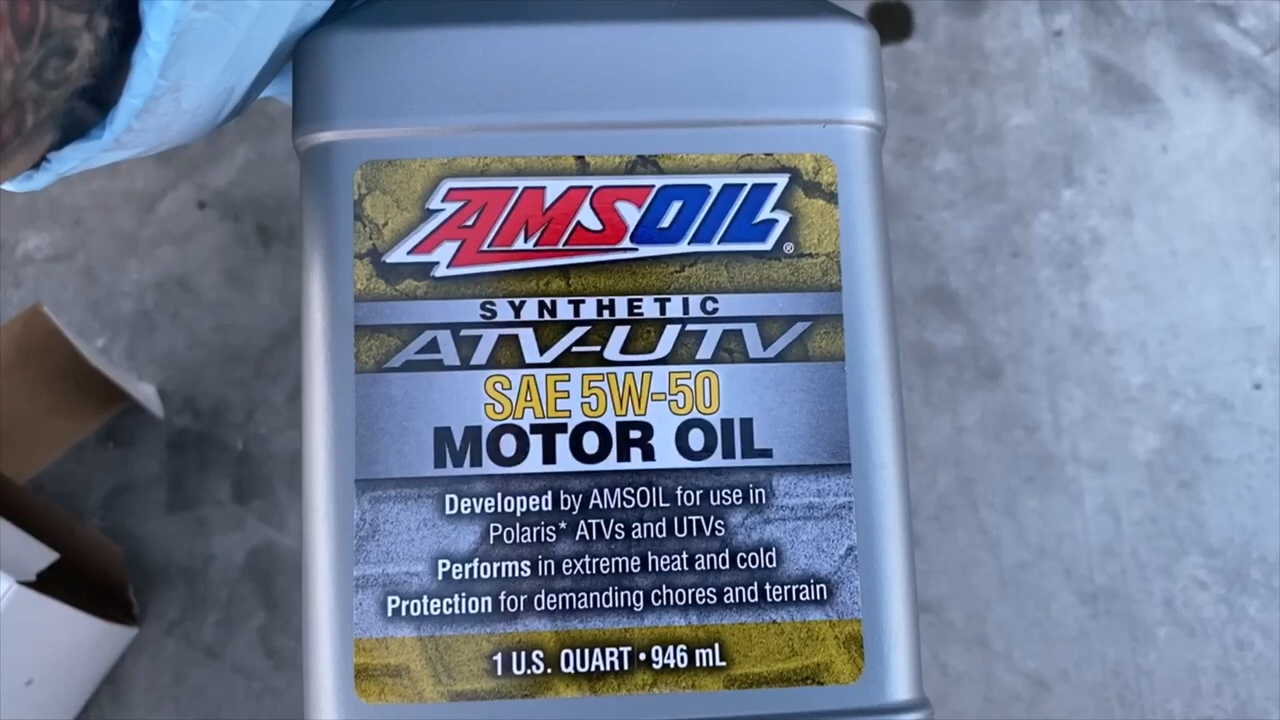 AMSOIL®
SYNTHETIC
ATV-UTV
SAE 5W-50
MOTOR OIL
Developed by AMSOIL for use in
Polaris* ATVs and UTVs
Performs in extreme heat and cold
Protection for demanding chores and terrain
1 U.S. QUART • 946 mL